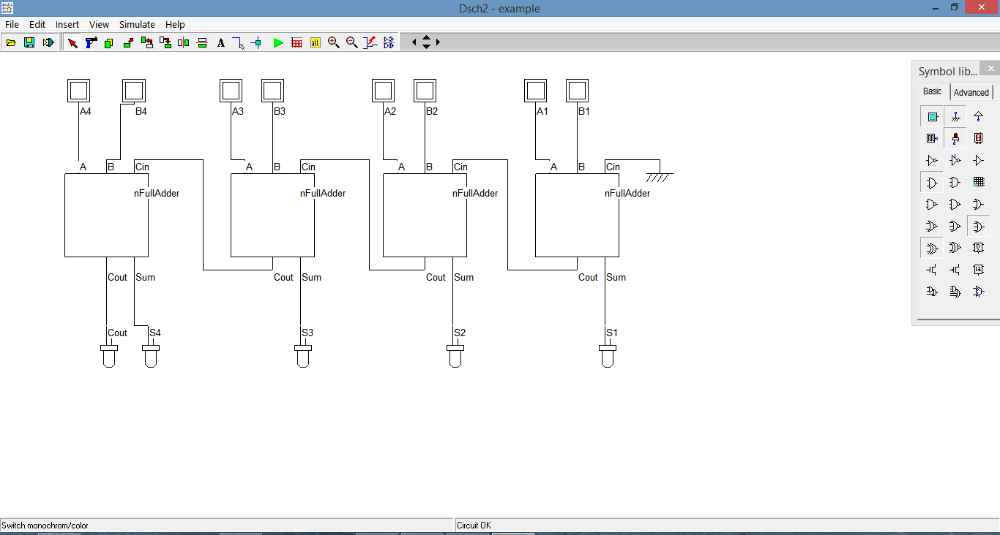 Dsch2 - example
File Edit Insert View Simulate Help
Symbol lib...
Basic Advanced
A4 B4 A3 B3 A2 B2 A1 B1
A B Cin A B Cin A B Cin A B Cin
nFullAdder nFullAdder nFullAdder nFullAdder
Cout Sum Cout Sum Cout Sum Cout Sum
Cout S4 S3 S2 S1
Switch monochrom/color Circuit OK